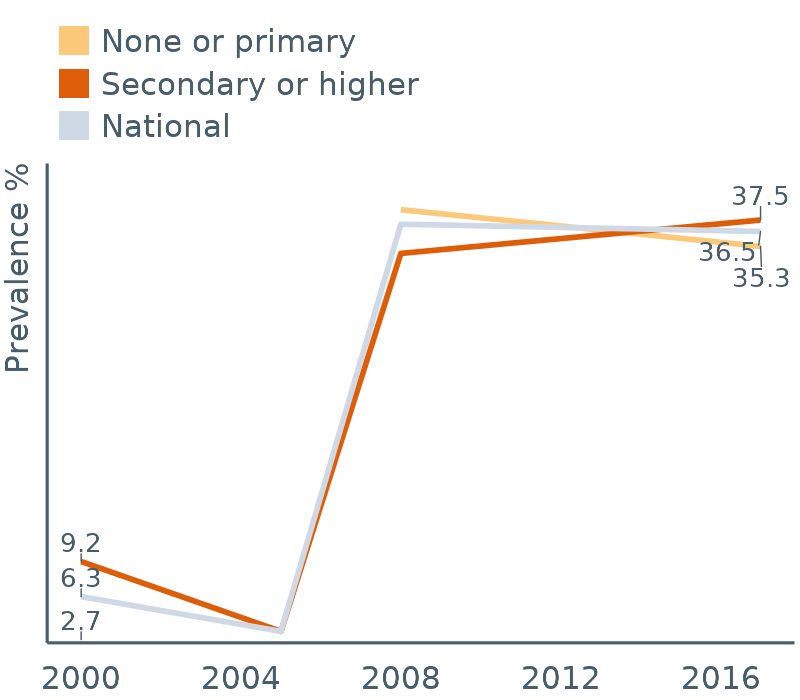 None or primary
Secondary or higher
National
Prevalence %
37.5
36.5
35.3
9.2
6.3
2.7
2000 2004 2008 2012 2016